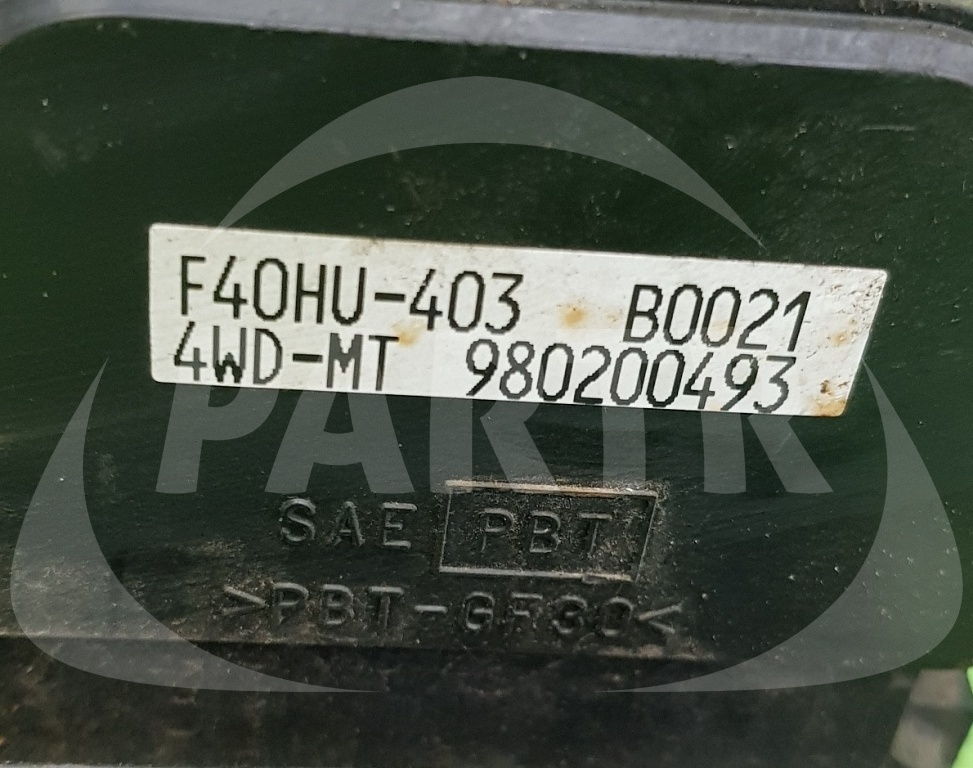 F40HU-403 B0021
4WD-MT 980200493
PARTR
SAE PBT
>PBT-GF30<